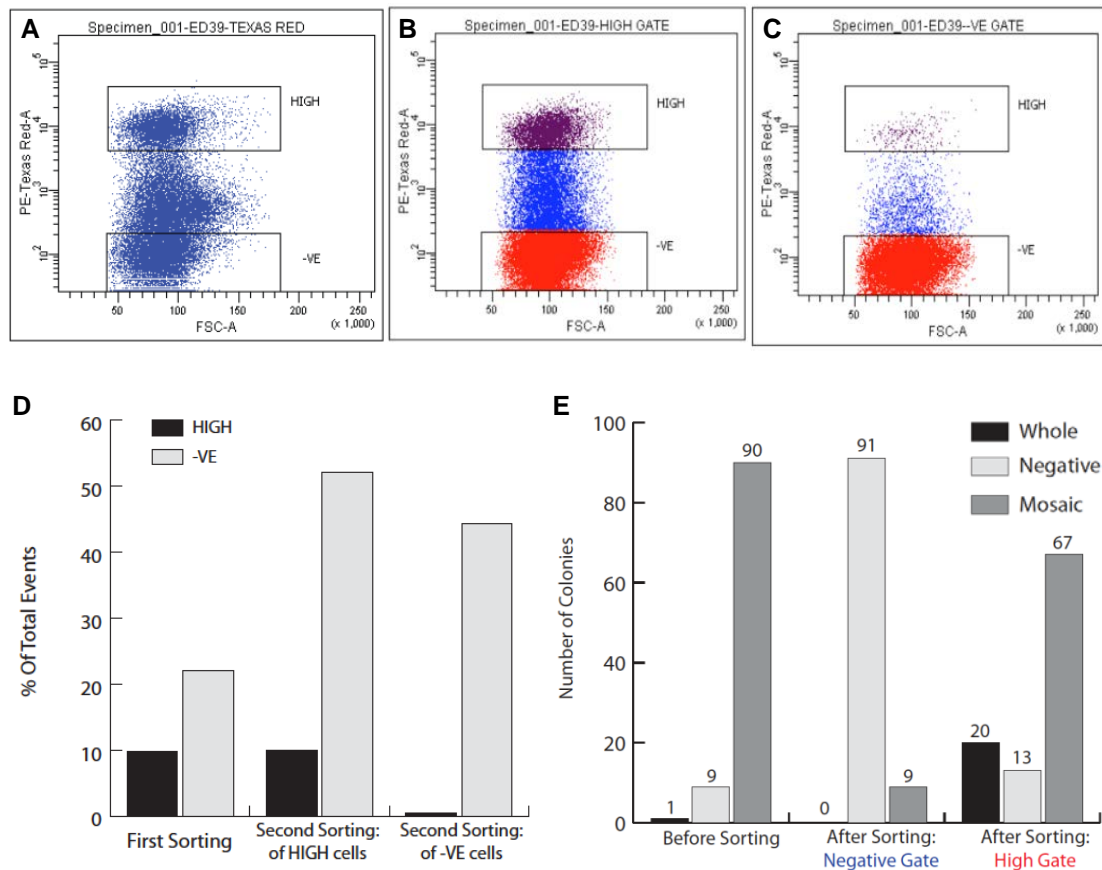 A
Specimen_001-ED39-TEXAS RED
PE-Texas Red-A
10^5
10^4
10^3
10^2
HIGH
-VE
50 100 150 200 250
FSC-A
(x 1,000)
B
Specimen_001-ED39-HIGH GATE
PE-Texas Red-A
10^5
10^4
10^3
10^2
HIGH
-VE
50 100 150 200 250
FSC-A
(x 1,000)
C
Specimen_001-ED39--VE GATE
PE-Texas Red-A
10^5
10^4
10^3
10^2
HIGH
-VE
50 100 150 200 250
FSC-A
(x 1,000)
D
HIGH
-VE
% Of Total Events
60
50
40
30
20
10
0
First Sorting
Second Sorting:
of HIGH cells
Second Sorting:
of -VE cells
E
Whole
Negative
Mosaic
Number of Colonies
100
80
60
40
20
0
1 9 90
0 91 9
20 13 67
Before Sorting
After Sorting:
Negative Gate
After Sorting:
High Gate